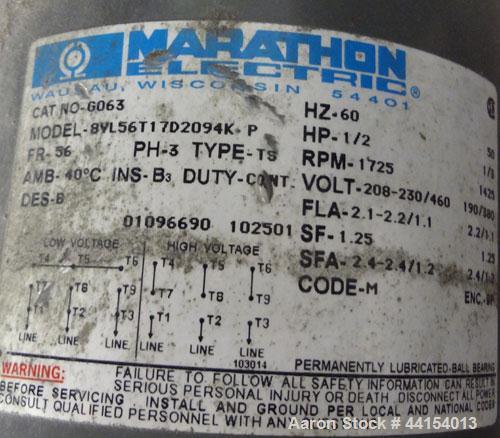 MARATHON
ELECTRIC®
WAUSAU, WISCONSIN 54401
CAT NO-G063
MODEL-8VL56T17D2094K P
FR-56 PH-3 TYPE-TS
AMB-40°C INS-B3 DUTY-CONT.
DES-B
01096690 102501
HZ-60 50
HP-1/2 1/3
RPM-1725 1425
VOLT-208-230/460 190/380
FLA-2.1-2.2/1.1 2.2/1.1
SF-1.25 1.25
SFA-2.4-2.4/1.2 2.4/1.
CODE-M ENC.-
LOW VOLTAGE HIGH VOLTAGE
T4 T5 T6 T4 T5 T6
T7 T8 T9 T7 T8 T9
T1 T2 T3 T1 T2 T3
LINE LINE LINE LINE LINE LINE
103014
PERMANENTLY LUBRICATED-BALL BEARING
WARNING: FAILURE TO FOLLOW ALL SAFETY INFORMATION CAN RESULT IN
SERIOUS PERSONAL INJURY OR DEATH. DISCONNECT ALL POWER
BEFORE SERVICING. INSTALL AND GROUND PER LOCAL AND NATIONAL CODES
CONSULT QUALIFIED PERSONNEL WITH
Aaron Stock # 44154013